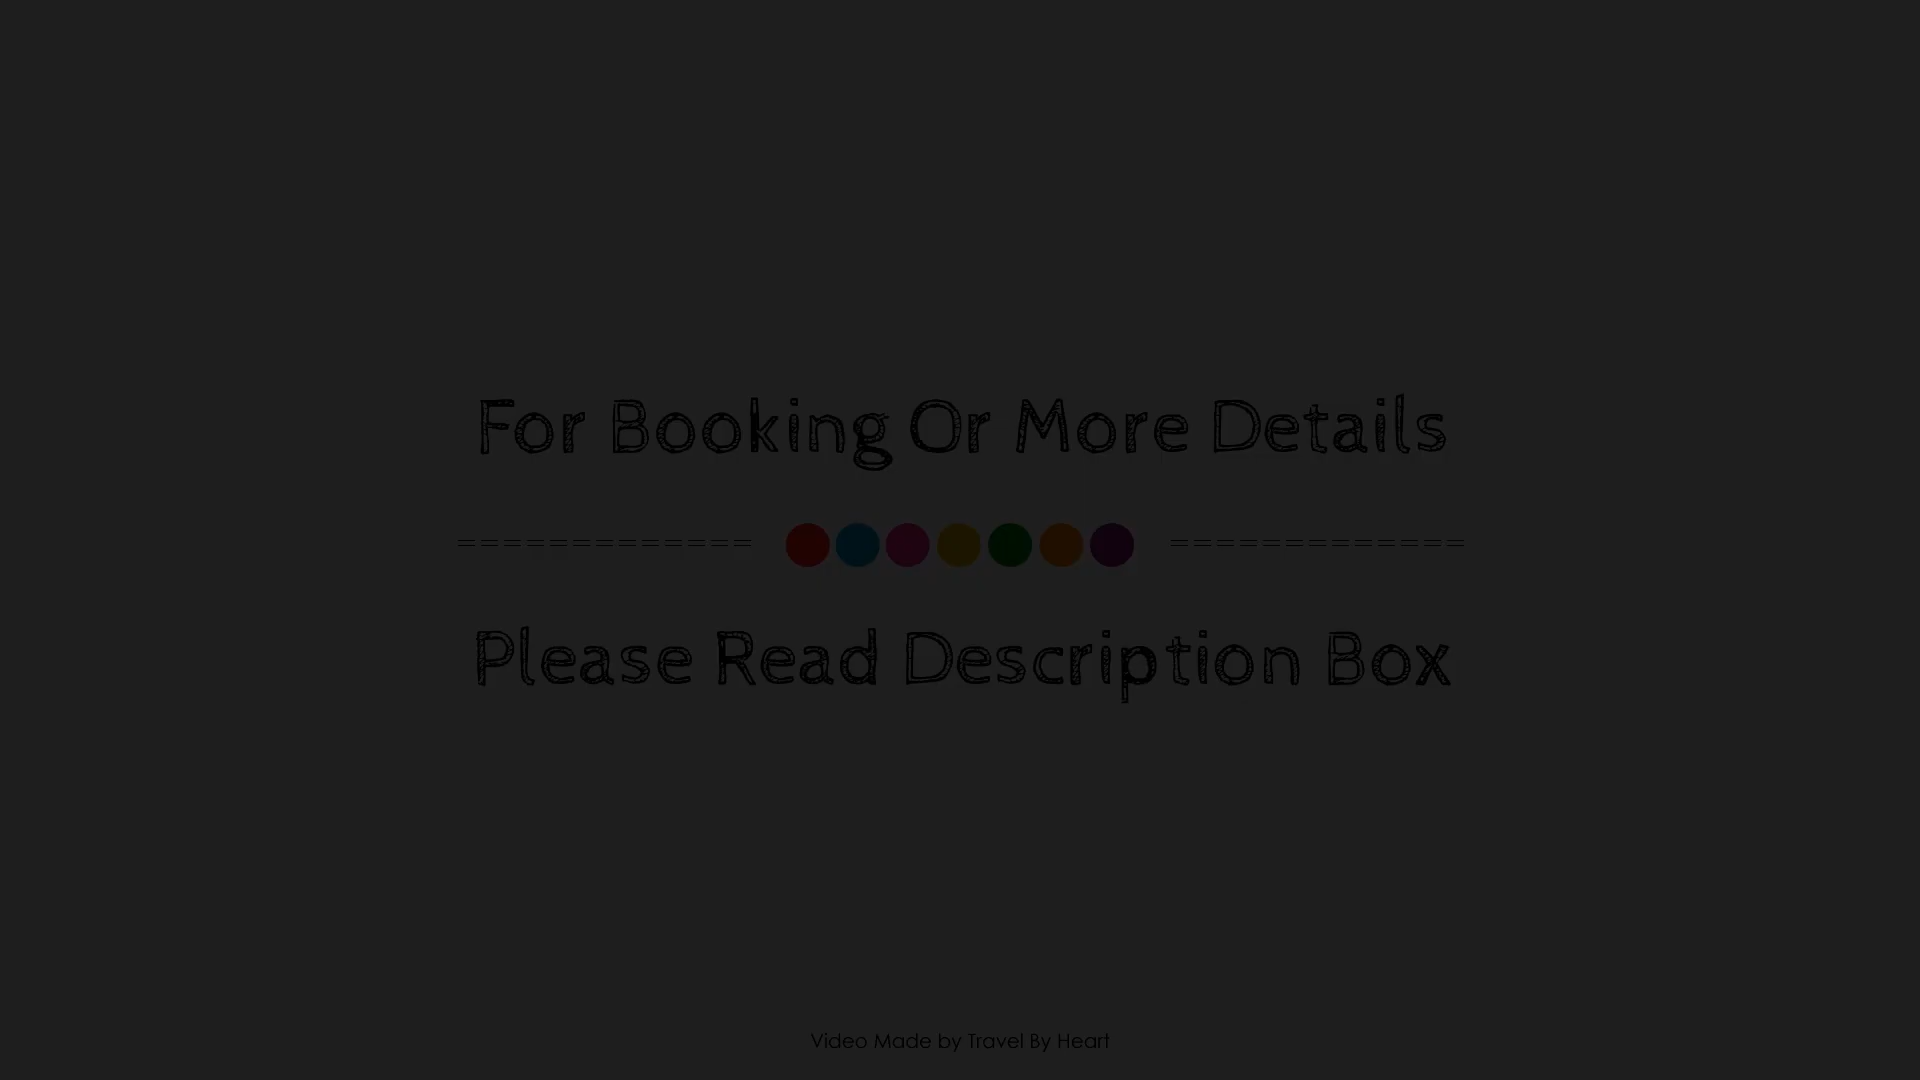 For Booking Or More Details
============= =============
Please Read Description Box
Video Made by Travel By Heart